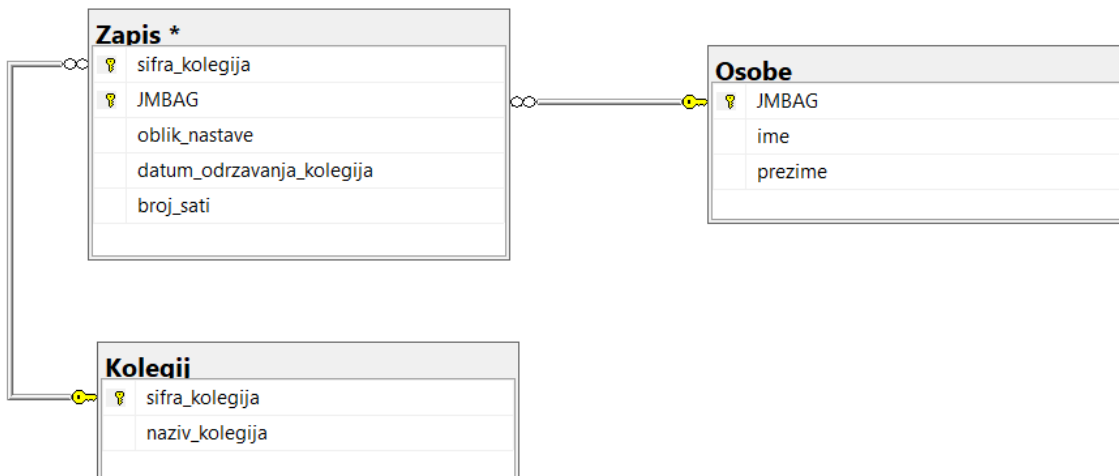 Zapis *
sifra_kolegija
JMBAG
oblik_nastave
datum_odrzavanja_kolegija
broj_sati
Osobe
JMBAG
ime
prezime
Kolegij
sifra_kolegija
naziv_kolegija